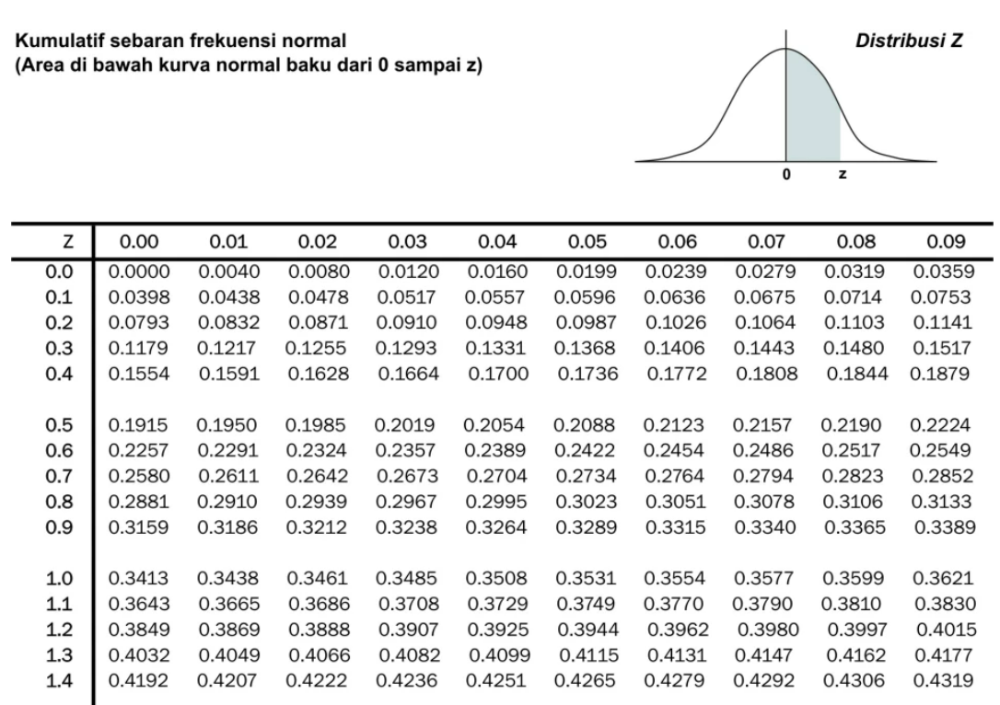 Kumulatif sebaran frekuensi normal
(Area di bawah kurva normal baku dari 0 sampai z)
Distribusi Z
0 z
Z 0.00 0.01 0.02 0.03 0.04 0.05 0.06 0.07 0.08 0.09
0.0 0.0000 0.0040 0.0080 0.0120 0.0160 0.0199 0.0239 0.0279 0.0319 0.0359
0.1 0.0398 0.0438 0.0478 0.0517 0.0557 0.0596 0.0636 0.0675 0.0714 0.0753
0.2 0.0793 0.0832 0.0871 0.0910 0.0948 0.0987 0.1026 0.1064 0.1103 0.1141
0.3 0.1179 0.1217 0.1255 0.1293 0.1331 0.1368 0.1406 0.1443 0.1480 0.1517
0.4 0.1554 0.1591 0.1628 0.1664 0.1700 0.1736 0.1772 0.1808 0.1844 0.1879
0.5 0.1915 0.1950 0.1985 0.2019 0.2054 0.2088 0.2123 0.2157 0.2190 0.2224
0.6 0.2257 0.2291 0.2324 0.2357 0.2389 0.2422 0.2454 0.2486 0.2517 0.2549
0.7 0.2580 0.2611 0.2642 0.2673 0.2704 0.2734 0.2764 0.2794 0.2823 0.2852
0.8 0.2881 0.2910 0.2939 0.2967 0.2995 0.3023 0.3051 0.3078 0.3106 0.3133
0.9 0.3159 0.3186 0.3212 0.3238 0.3264 0.3289 0.3315 0.3340 0.3365 0.3389
1.0 0.3413 0.3438 0.3461 0.3485 0.3508 0.3531 0.3554 0.3577 0.3599 0.3621
1.1 0.3643 0.3665 0.3686 0.3708 0.3729 0.3749 0.3770 0.3790 0.3810 0.3830
1.2 0.3849 0.3869 0.3888 0.3907 0.3925 0.3944 0.3962 0.3980 0.3997 0.4015
1.3 0.4032 0.4049 0.4066 0.4082 0.4099 0.4115 0.4131 0.4147 0.4162 0.4177
1.4 0.4192 0.4207 0.4222 0.4236 0.4251 0.4265 0.4279 0.4292 0.4306 0.4319